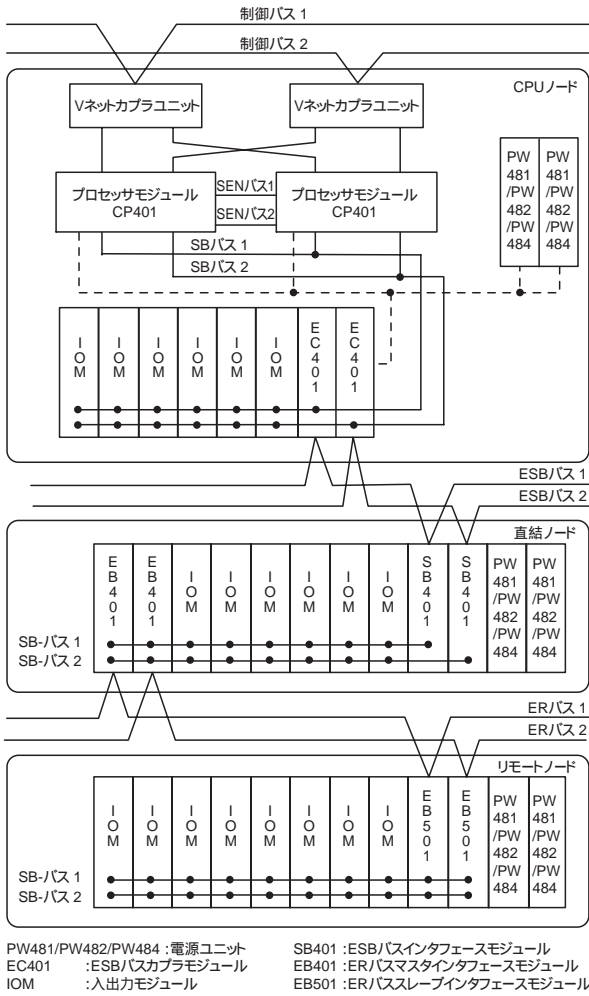 制御バス 1
制御バス 2
CPUノード
Vネットカプラユニット
Vネットカプラユニット
プロセッサモジュール
CP401
SENバス1
SENバス2
プロセッサモジュール
CP401
PW
481
/PW
482
/PW
484
PW
481
/PW
482
/PW
484
SBバス 1
SBバス 2
IOM
IOM
IOM
IOM
IOM
IOM
EC401
EC401
ESBバス 1
ESBバス 2
直結ノード
EB401
EB401
IOM
IOM
IOM
IOM
IOM
IOM
SB401
SB401
PW
481
/PW
482
/PW
484
PW
481
/PW
482
/PW
484
SB-バス 1
SB-バス 2
ERバス 1
ERバス 2
リモートノード
IOM
IOM
IOM
IOM
IOM
IOM
IOM
IOM
EB501
EB501
PW
481
/PW
482
/PW
484
PW
481
/PW
482
/PW
484
SB-バス 1
SB-バス 2
PW481/PW482/PW484 :電源ユニット
EC401 :ESBバスカプラモジュール
IOM :入出力モジュール
SB401 :ESBバスインタフェースモジュール
EB401 :ERバスマスタインタフェースモジュール
EB501 :ERバススレーブインタフェースモジュール